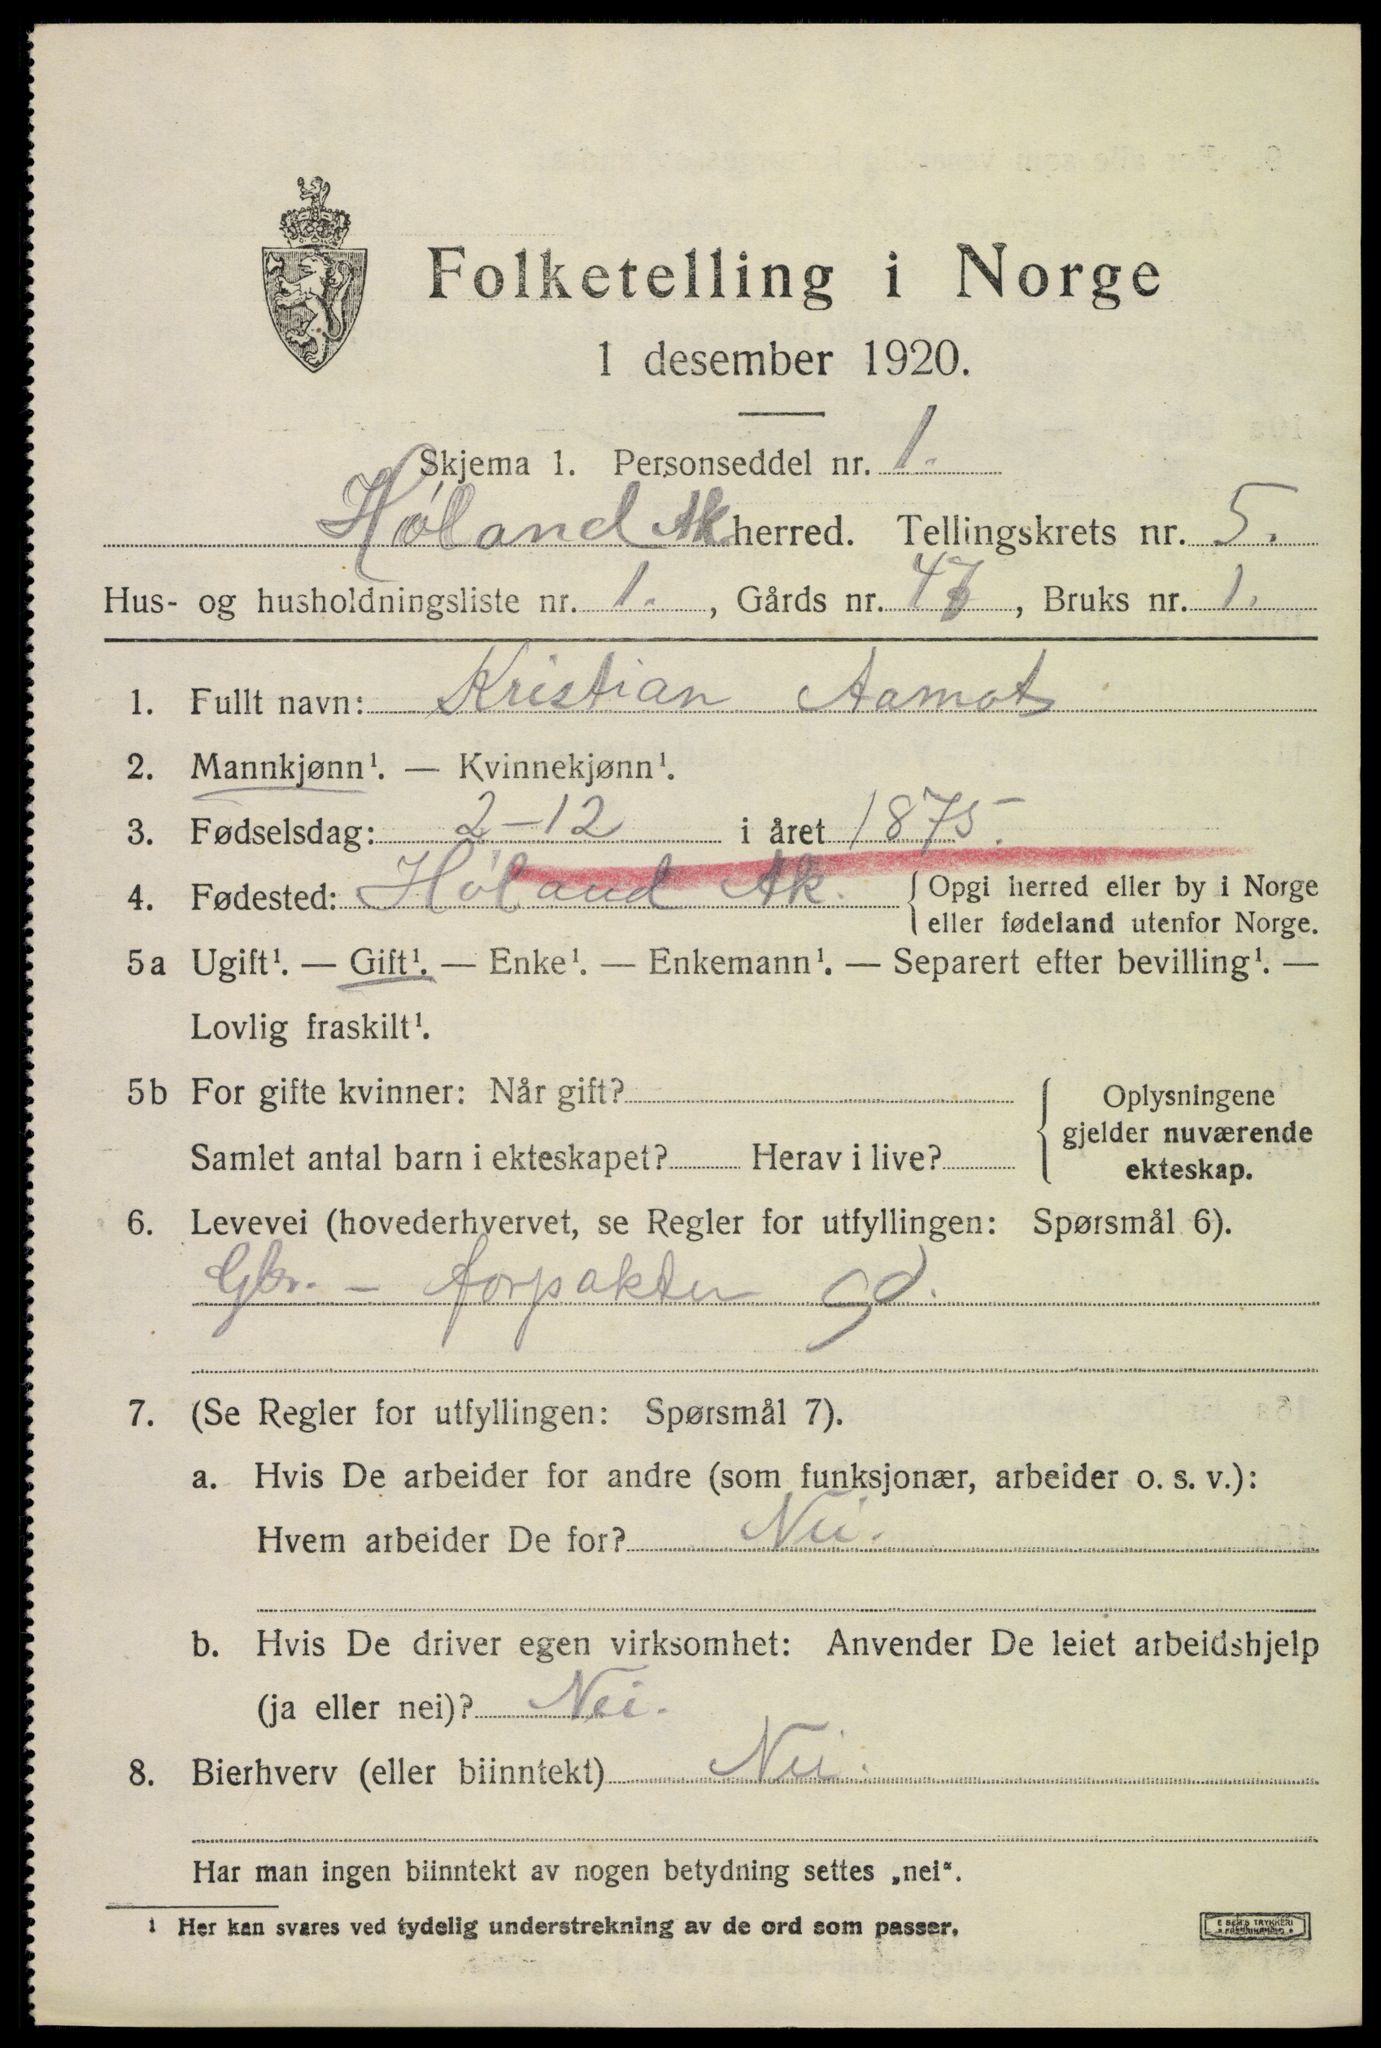 Folketelling i Norge
1 desember 1920.
Skjema 1. Personseddel nr. 1.
Høland Ak herred. Tellingskrets nr. 5.
Hus- og husholdningsliste nr. 1. , Gårds nr. , Bruks nr. 1.
1. Fullt navn: Kristian Aamot
2. Mannkjønn¹. — Kvinnekjønn¹.
3. Fødselsdag: 2-12 i året 1875.
4. Fødested: Høland Ak. { Opgi herred eller by i Norge
eller fødeland utenfor Norge.
5a Ugift¹. — Gift¹. — Enke¹. — Enkemann¹. — Separert efter bevilling¹. —
Lovlig fraskilt¹.
5b For gifte kvinner: Når gift?
Samlet antal barn i ekteskapet? Herav i live?
{ Oplysningene
gjelder nuværende
ekteskap.
6. Levevei (hovederhvervet, se Regler for utfyllingen: Spørsmål 6).
Gbr. - forpakter
7. (Se Regler for utfyllingen: Spørsmål 7).
a. Hvis De arbeider for andre (som funksjonær, arbeider o. s. v.):
Hvem arbeider De for? Nei.
b. Hvis De driver egen virksomhet: Anvender De leiet arbeidshjelp
(ja eller nei)? Nei.
8. Bierhverv (eller biinntekt) Nei.
Har man ingen biinntekt av nogen betydning settes „nei“.
¹ Her kan svares ved tydelig understrekning av de ord som passer.